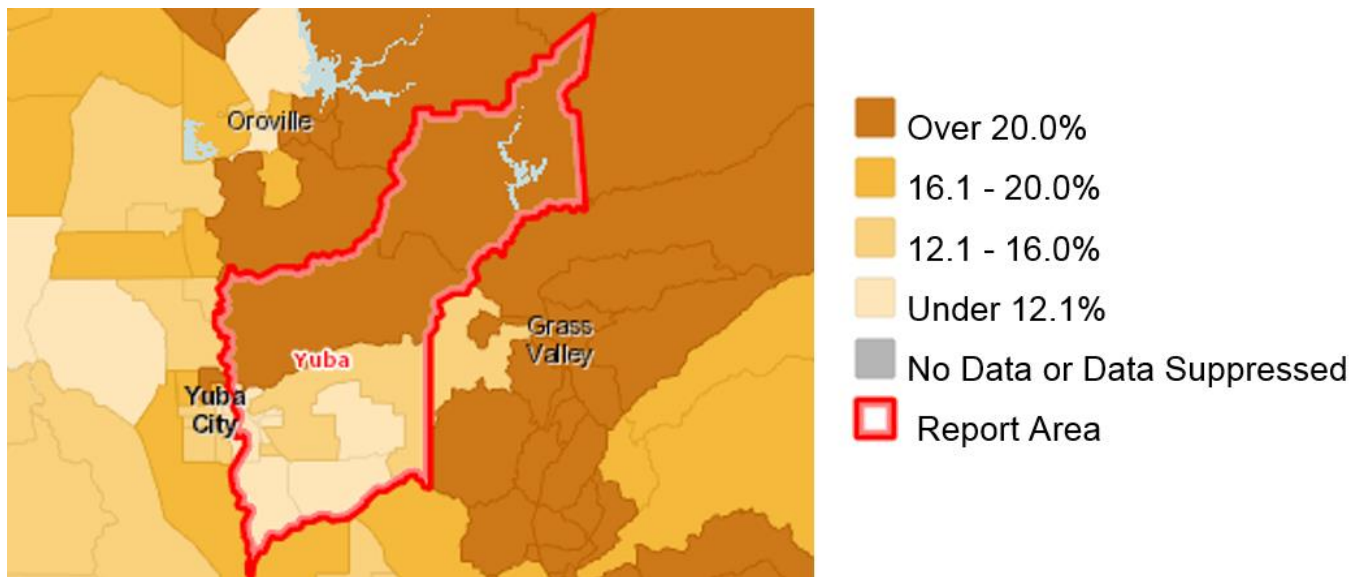 Oroville
Grass
Valley
Yuba
Yuba
City
Over 20.0%
16.1 - 20.0%
12.1 - 16.0%
Under 12.1%
No Data or Data Suppressed
Report Area